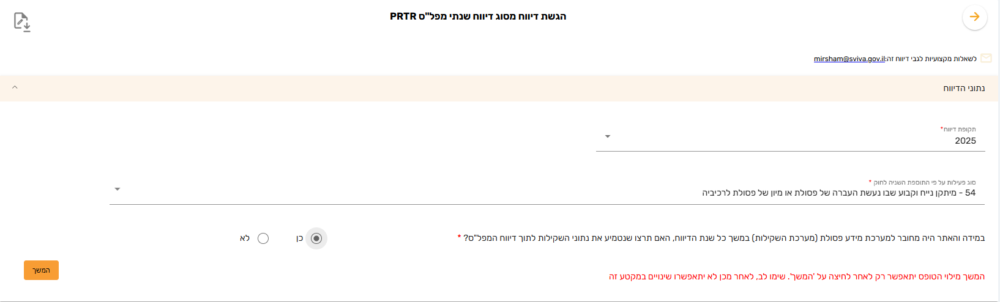 הגשת דיווח מסוג דיווח שנתי מפל"ס PRTR
לשאלות מקצועיות לגבי דיווח זה:mirsham@sviva.gov.il
נתוני הדיווח
תקופת דיווח*
2025
סוג פעילות על פי התוספת השניה לחוק *
54 - מיתקן נייח וקבוע שבו נעשת העברה של פסולת או מיון של פסולת לרכיביה
במידה והאתר היה מחובר למערכת מידע פסולת (מערכת השקילות) במשך כל שנת הדיווח, האם תרצו שנטמיע את נתוני השקילות לתוך דיווח המפל"ס? * כן לא
המשך מילוי הטופס יתאפשר רק לאחר לחיצה על 'המשך'. שימו לב, לאחר מכן לא יתאפשרו שינויים במקטע זה
המשך